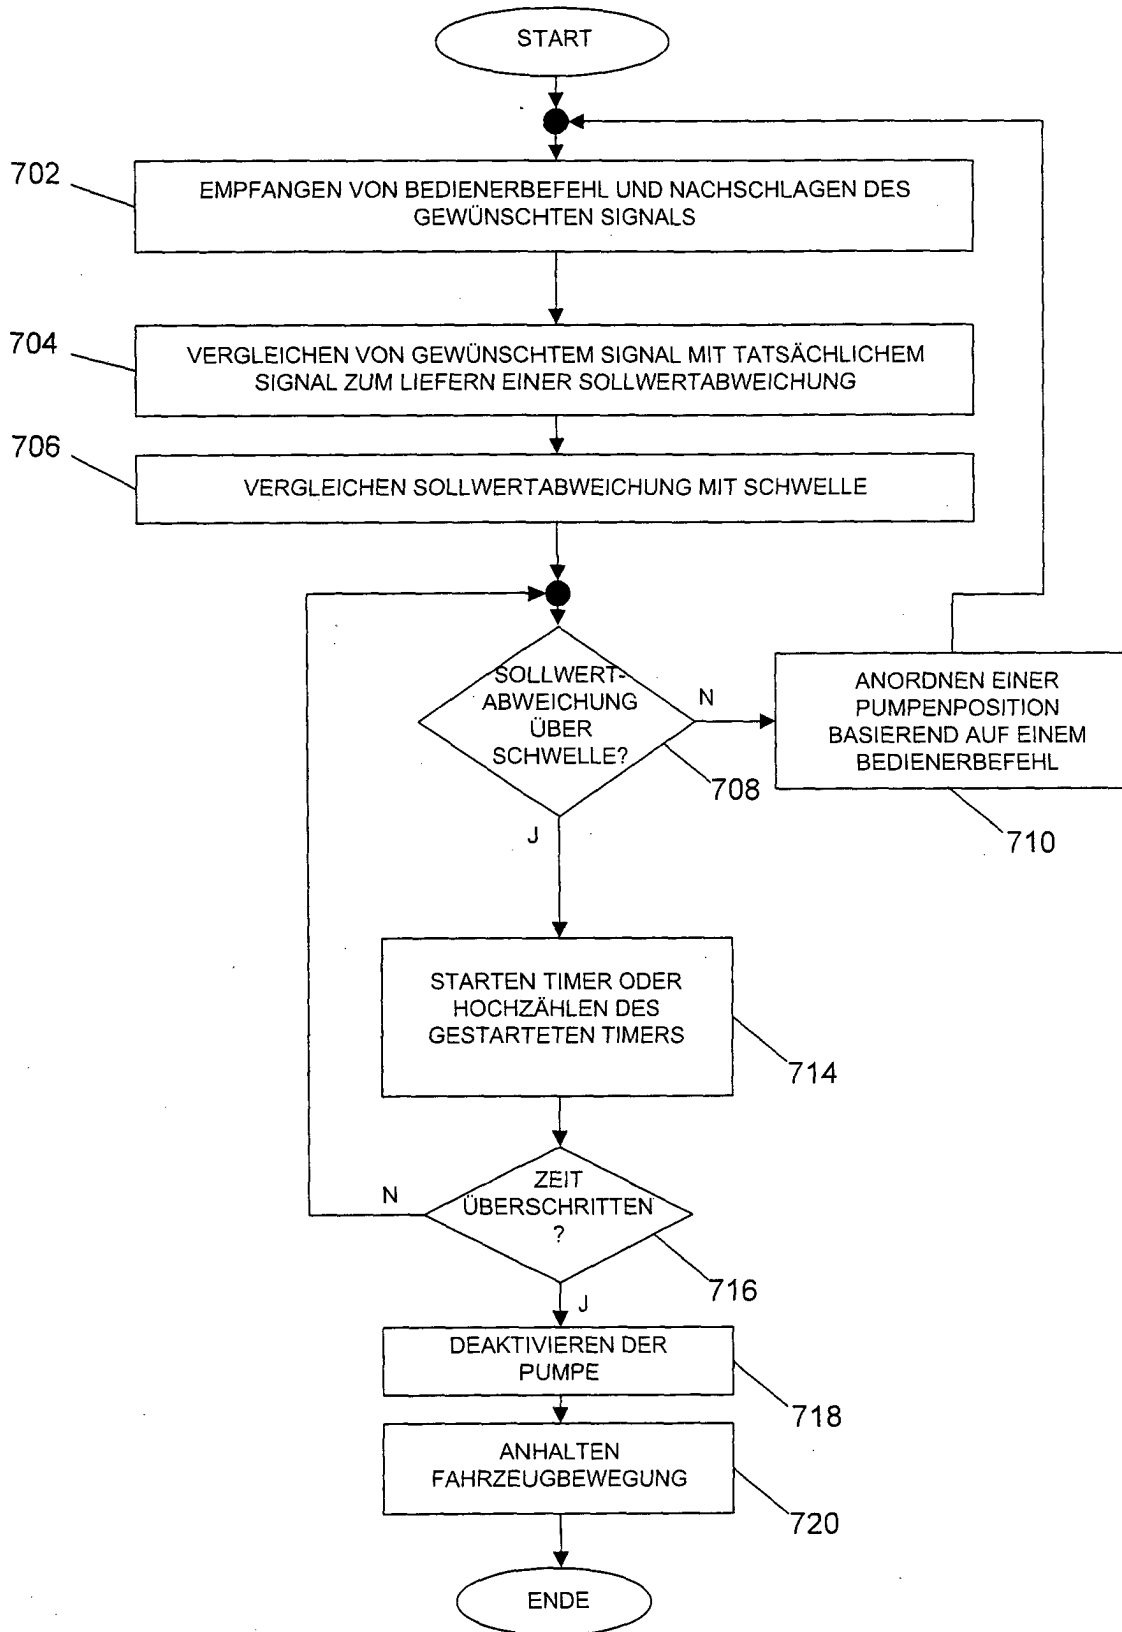 START
702
EMPFANGEN VON BEDIENERBEFEHL UND NACHSCHLAGEN DES
GEWÜNSCHTEN SIGNALS
704
VERGLEICHEN VON GEWÜNSCHTEM SIGNAL MIT TATSÄCHLICHEM
SIGNAL ZUM LIEFERN EINER SOLLWERTABWEICHUNG
706
VERGLEICHEN SOLLWERTABWEICHUNG MIT SCHWELLE
SOLLWERT-
ABWEICHUNG
ÜBER
SCHWELLE?
N
708
J
ANORDNEN EINER
PUMPENPOSITION
BASIEREND AUF EINEM
BEDIENERBEFEHL
710
STARTEN TIMER ODER
HOCHZÄHLEN DES
GESTARTETEN TIMERS
714
ZEIT
ÜBERSCHRITTEN
?
N
716
J
DEAKTIVIEREN DER
PUMPE
718
ANHALTEN
FAHRZEUGBEWEGUNG
720
ENDE